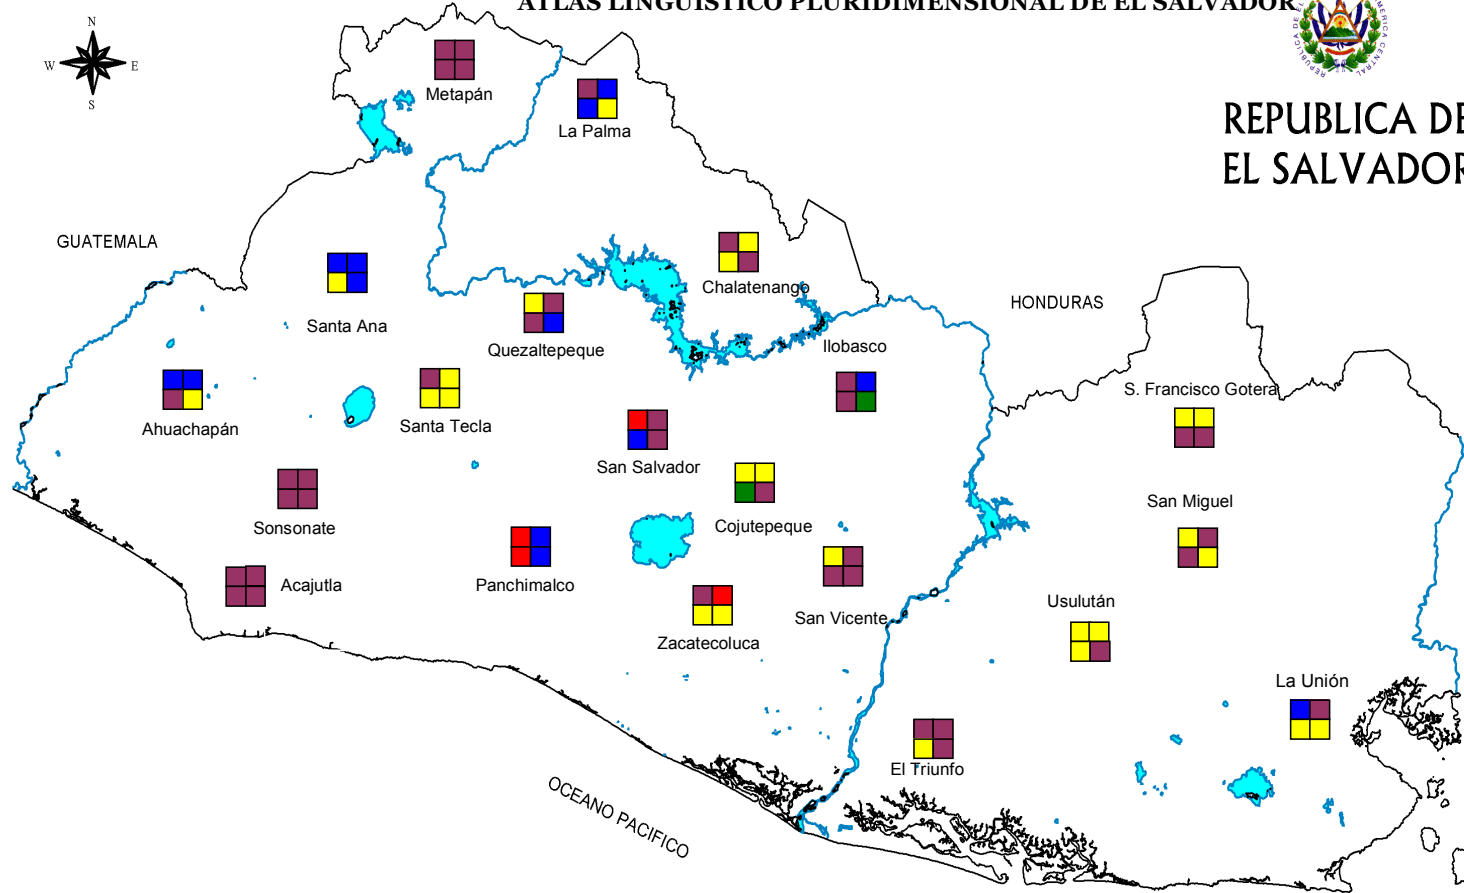 ATLAS LINGÜÍSTICO PLURIDIMENSIONAL DE EL SALVADOR
REPUBLICA DE
EL SALVADOR
N
W E
S
Metapán
La Palma
GUATEMALA
Chalatenango
HONDURAS
Santa Ana
Quezaltepeque
Ilobasco
S. Francisco Gotera
Ahuachapán
Santa Tecla
San Salvador
San Miguel
Sonsonate
Cojutepeque
Acajutla
Panchimalco
Usulután
San Vicente
Zacatecoluca
La Unión
El Triunfo
OCEANO PACIFICO